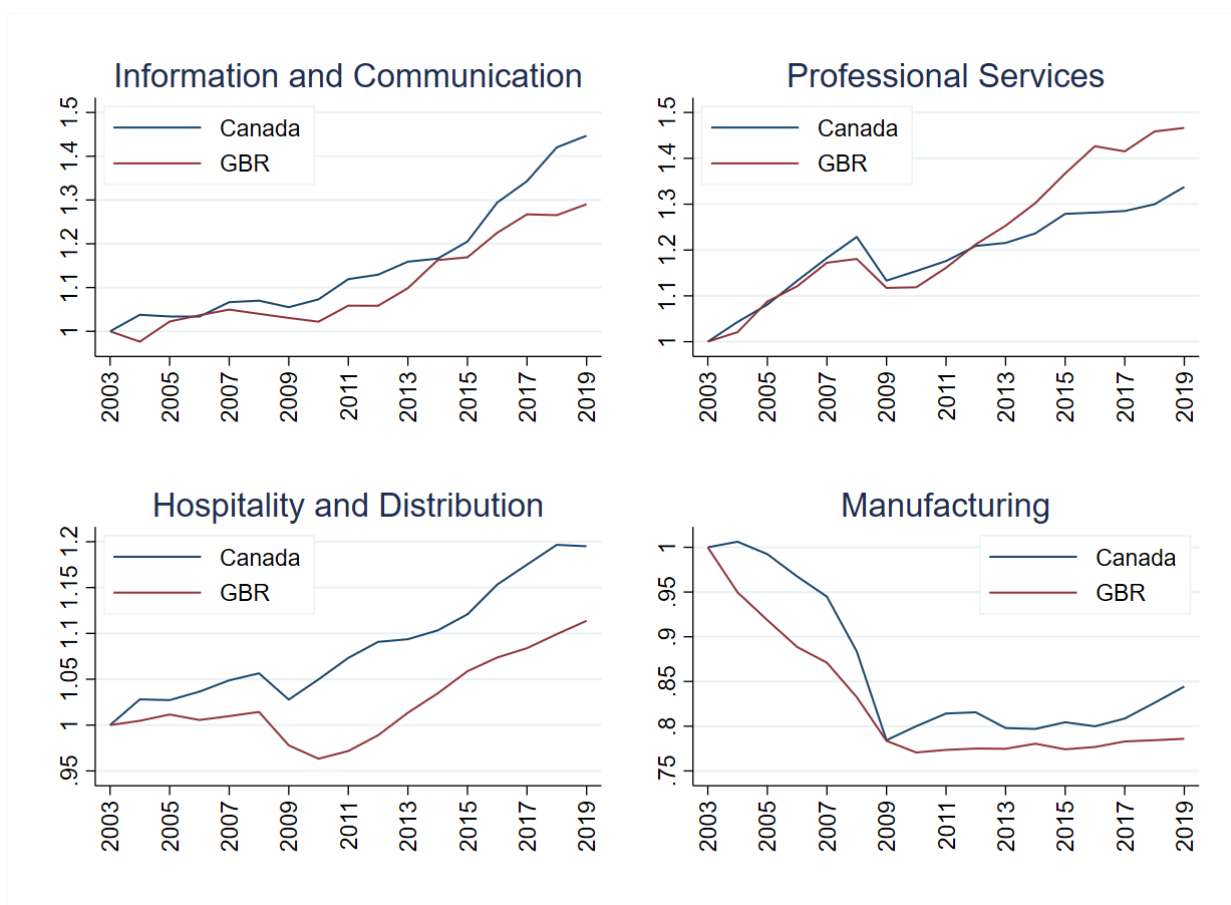 Information and Communication
Canada
GBR
1.5
1.4
1.3
1.2
1.1
1
2003 2005 2007 2009 2011 2013 2015 2017 2019
Professional Services
Canada
GBR
1.5
1.4
1.3
1.2
1.1
1
2003 2005 2007 2009 2011 2013 2015 2017 2019
Hospitality and Distribution
Canada
GBR
1.2
1.15
1.1
1.05
1
.95
2003 2005 2007 2009 2011 2013 2015 2017 2019
Manufacturing
Canada
GBR
1
.95
.9
.85
.8
.75
2003 2005 2007 2009 2011 2013 2015 2017 2019